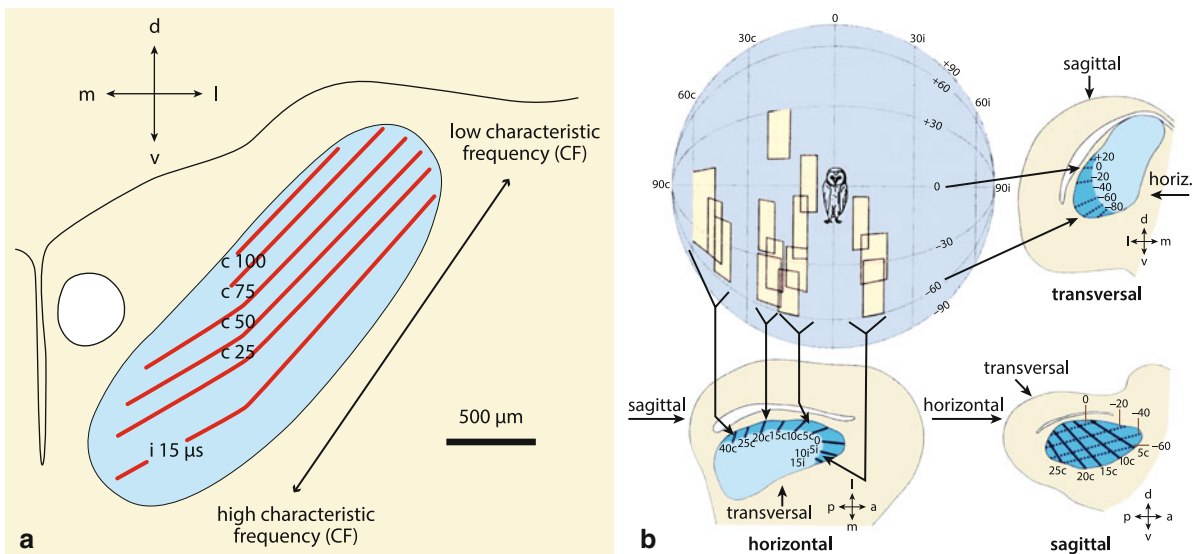 d
m
l
v
low characteristic
frequency (CF)
c 100
c 75
c 50
c 25
i 15 µs
500 µm
high characteristic
frequency (CF)
a
0
30c
30i
+90
+60
60c
60i
+30
90c
0
90i
−30
−60
−90
sagittal
+20
0
−20
−40
−60
−80
horiz.
d
l
m
v
transversal
sagittal
40c
25c
20c
15c
10c
5c
0
5i
10i
15i
transversal
l
p
a
m
horizontal
horizontal
transversal
0
−20
−40
−60
5c
10c
15c
20c
25c
d
p
a
v
sagittal
b